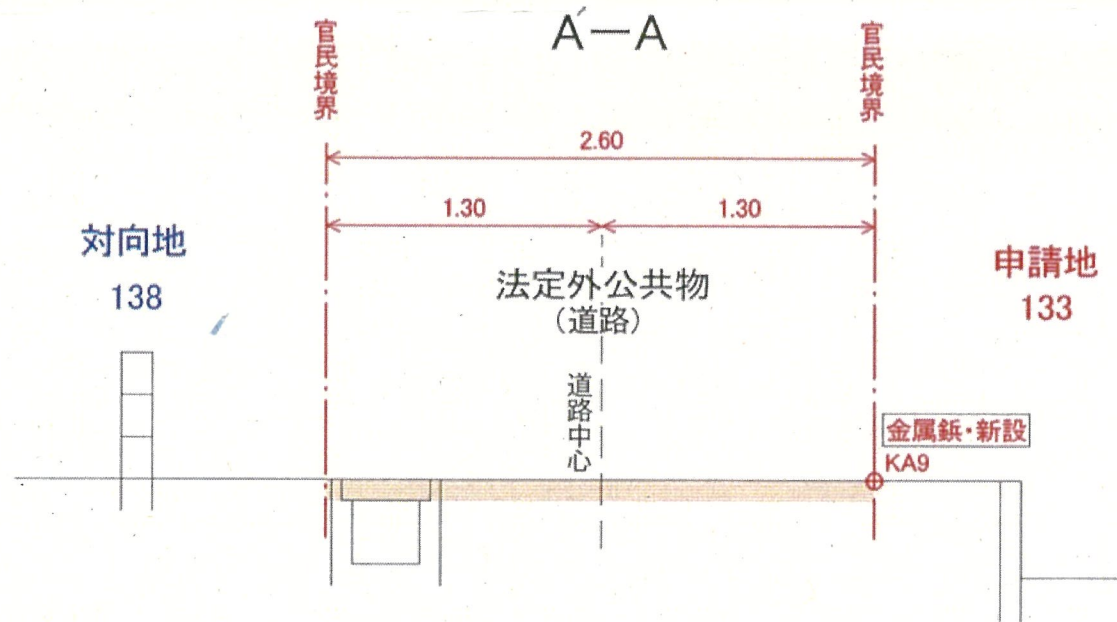 A´—A
官民境界
官民境界
2.60
1.30
1.30
対向地
138
法定外公共物
(道路)
申請地
133
道路中心
金属鋲・新設
KA9